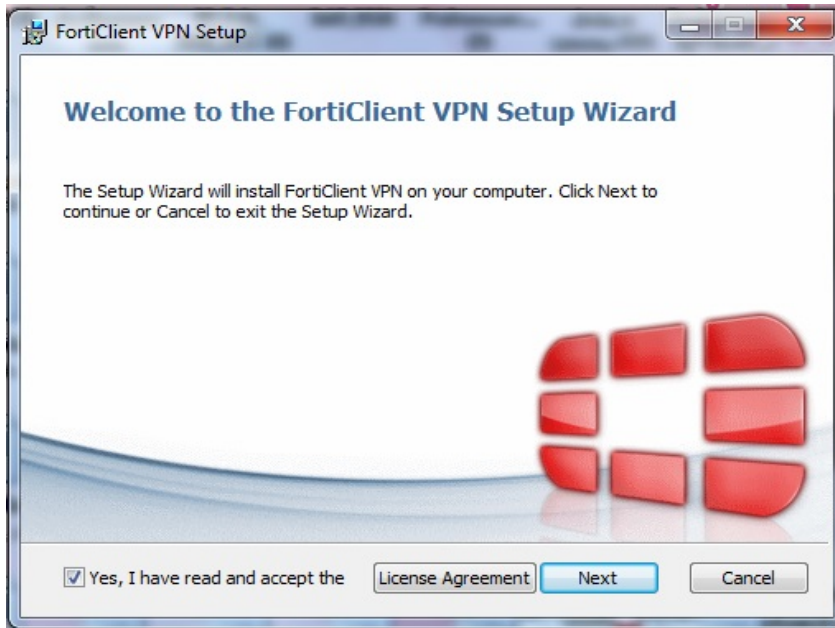 FortiClient VPN Setup
Welcome to the FortiClient VPN Setup Wizard
The Setup Wizard will install FortiClient VPN on your computer. Click Next to
continue or Cancel to exit the Setup Wizard.
Yes, I have read and accept the License Agreement Next Cancel